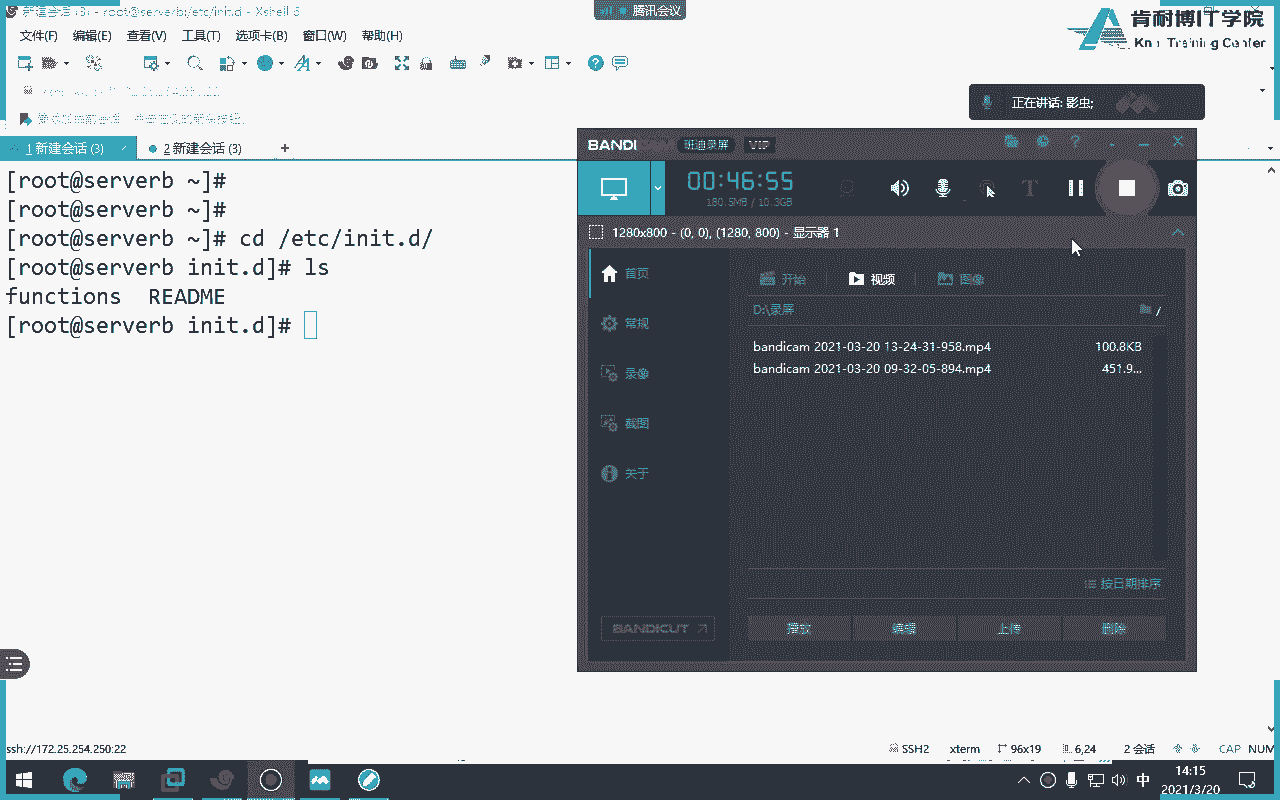 新建会话 (3) - root@serverb:/etc/init.d - Xshell 6
腾讯会议
肯耐博IT学院
Training Center
文件(F) 编辑(E) 查看(V) 工具(T) 选项卡(B) 窗口(W) 帮助(H)
正在讲话: 影虫;
1 新建会话 (3)
2 新建会话 (3)
+
[root@serverb ~]#
[root@serverb ~]#
[root@serverb ~]# cd /etc/init.d/
[root@serverb init.d]# ls
functions README
[root@serverb init.d]#
BANDI
班迪录屏
VIP
00:46:55
180.5MB / 10.3GB
1280x800 - (0, 0), (1280, 800) - 显示器 1
首页
常规
录像
截图
关于
BANDICUT
开始
视频
图像
D:\录屏
bandicam 2021-03-20 13-24-31-958.mp4 100.8KB
bandicam 2021-03-20 09-32-05-894.mp4 451.9...
按日期排序
播放 编辑 上传 删除
ssh://172.25.254.250:22
SSH2 xterm 96x19 6,24 2 会话 CAP NUM
中
14:15
2021/3/20